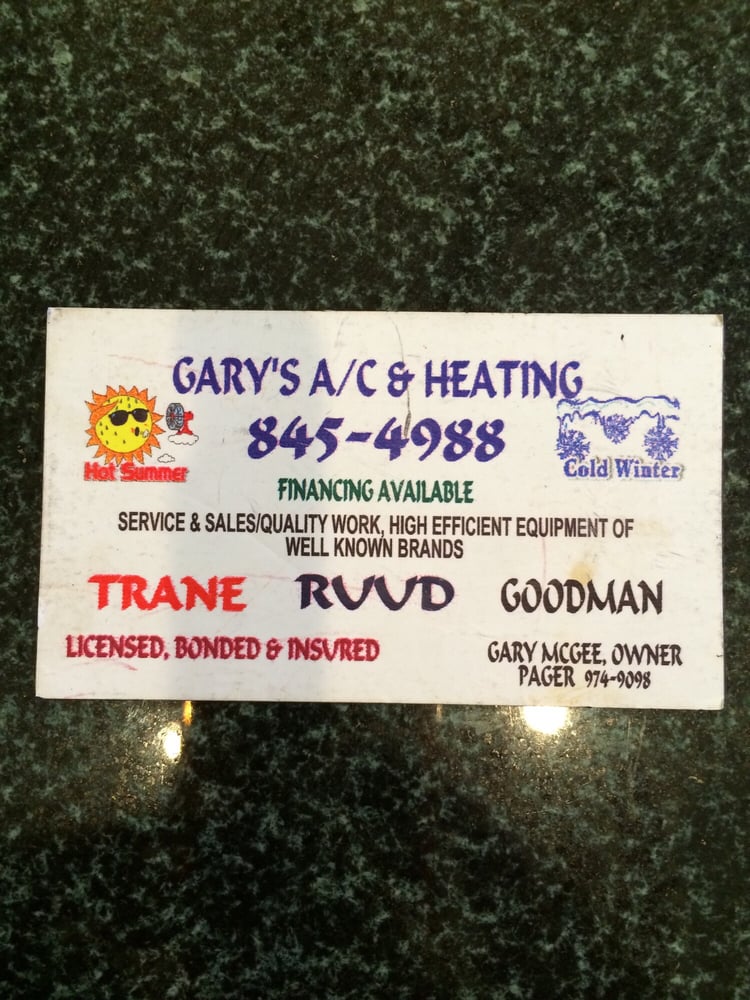 GARY'S A/C & HEATING
845-4988
Hot Summer
Cold Winter
FINANCING AVAILABLE
SERVICE & SALES/QUALITY WORK, HIGH EFFICIENT EQUIPMENT OF
WELL KNOWN BRANDS
TRANE RUUD GOODMAN
LICENSED, BONDED & INSURED
GARY MCGEE, OWNER
PAGER 974-9098